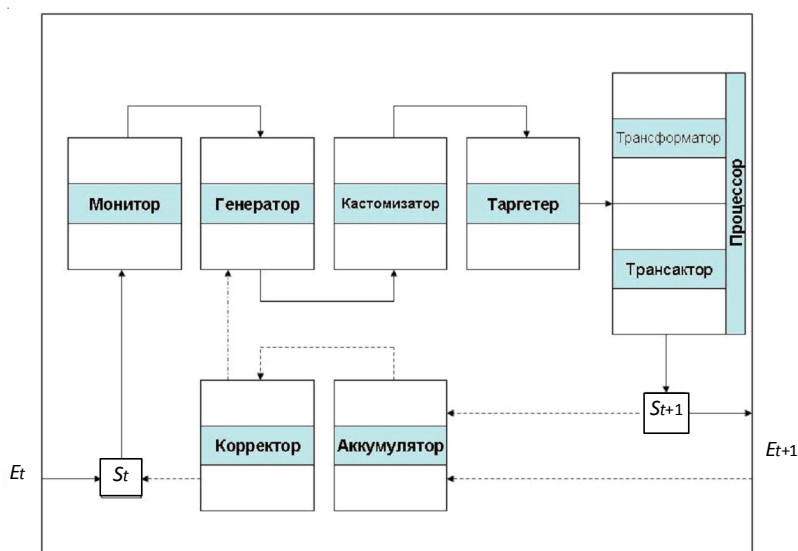 Трансформатор
Монитор
Генератор
Кастомизатор
Таргетер
Процессор
Трансактор
St+1
Корректор
Аккумулятор
Et
St
Et+1